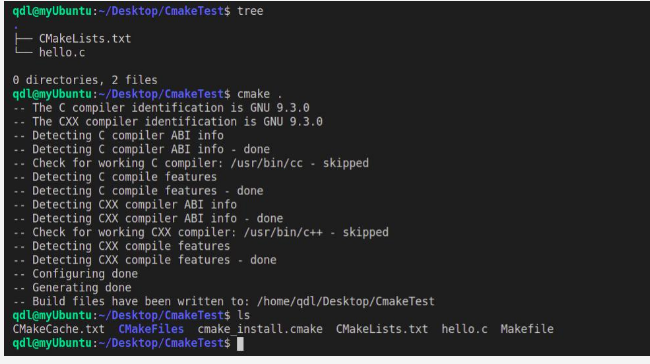 qdl@myUbuntu:~/Desktop/CmakeTest$ tree
.
├── CMakeLists.txt
└── hello.c
0 directories, 2 files
qdl@myUbuntu:~/Desktop/CmakeTest$ cmake .
-- The C compiler identification is GNU 9.3.0
-- The CXX compiler identification is GNU 9.3.0
-- Detecting C compiler ABI info
-- Detecting C compiler ABI info - done
-- Check for working C compiler: /usr/bin/cc - skipped
-- Detecting C compile features
-- Detecting C compile features - done
-- Detecting CXX compiler ABI info
-- Detecting CXX compiler ABI info - done
-- Check for working CXX compiler: /usr/bin/c++ - skipped
-- Detecting CXX compile features
-- Detecting CXX compile features - done
-- Configuring done
-- Generating done
-- Build files have been written to: /home/qdl/Desktop/CmakeTest
qdl@myUbuntu:~/Desktop/CmakeTest$ ls
CMakeCache.txt  CMakeFiles  cmake_install.cmake  CMakeLists.txt  hello.c  Makefile
qdl@myUbuntu:~/Desktop/CmakeTest$